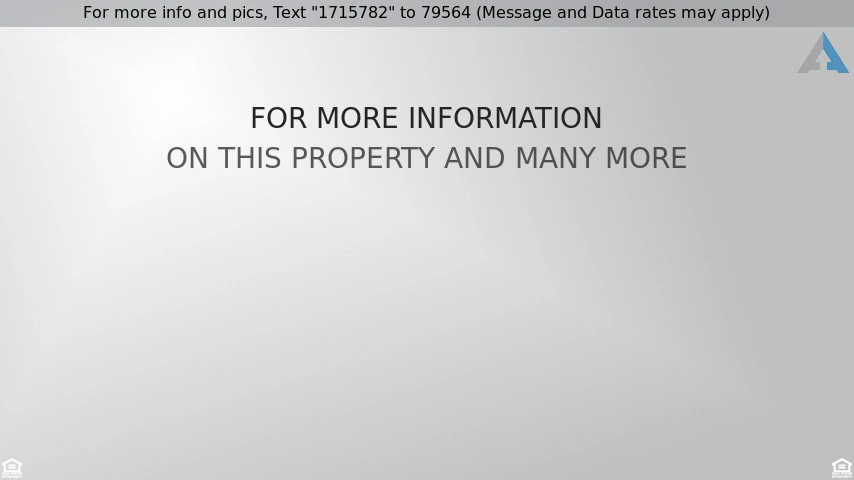 For more info and pics, Text "1715782" to 79564 (Message and Data rates may apply)
FOR MORE INFORMATION
ON THIS PROPERTY AND MANY MORE